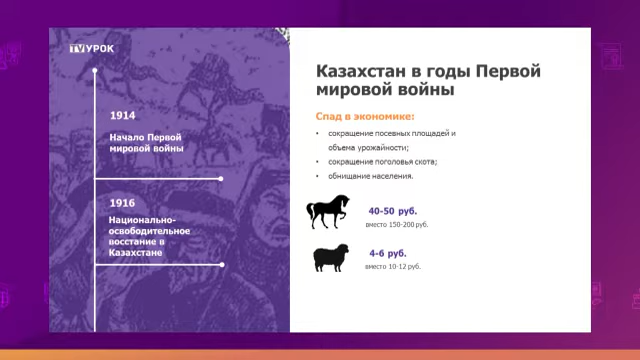 TV УРОК
1914
Начало Первой
мировой войны
1916
Национально-
освободительное
восстание в
Казахстане
Казахстан в годы Первой
мировой войны
Спад в экономике:
• сокращение посевных площадей и
объема урожайности;
• сокращение поголовья скота;
• обнищание населения.
40-50 руб.
вместо 150-200 руб.
4-6 руб.
вместо 10-12 руб.